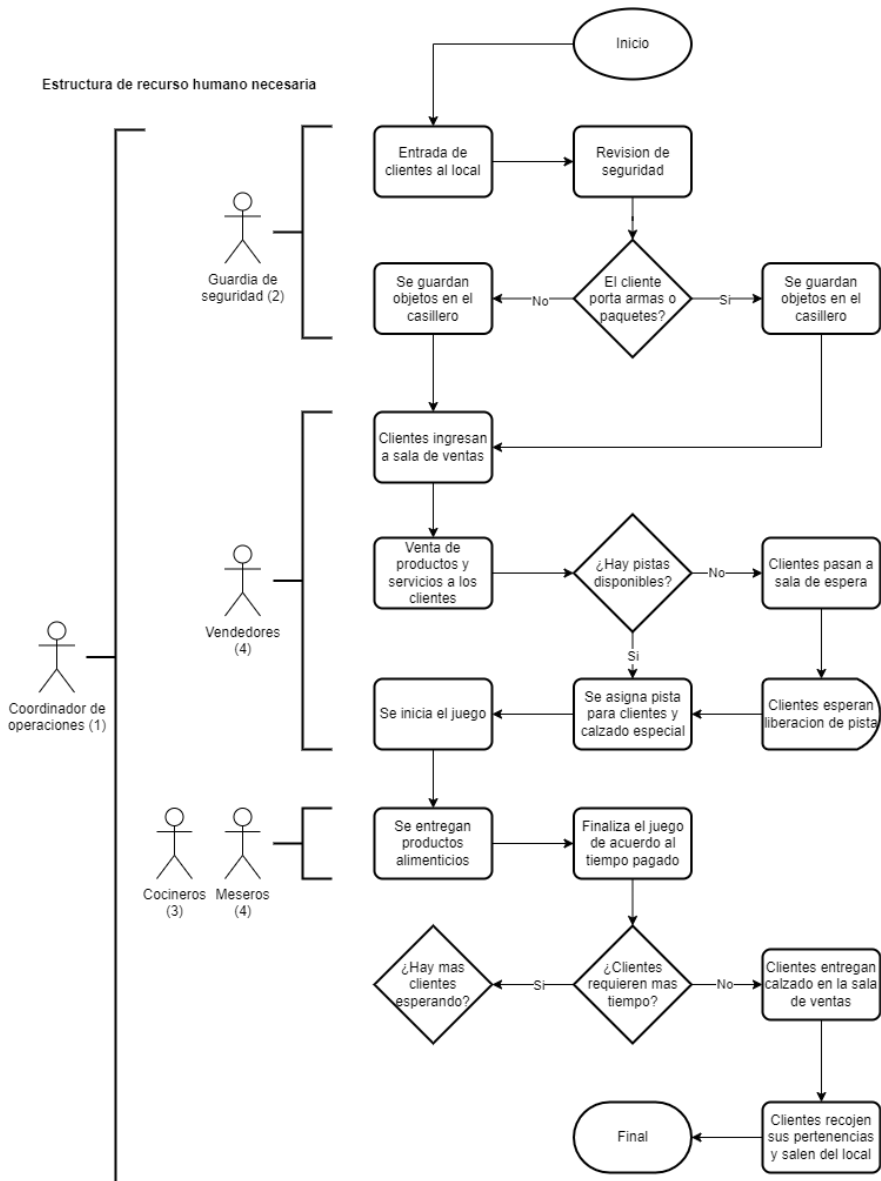 Inicio
Estructura de recurso humano necesaria
Entrada de
clientes al local
Revision de
seguridad
Guardia de
seguridad (2)
Se guardan
objetos en el
casillero
No
El cliente
porta armas o
paquetes?
Si
Se guardan
objetos en el
casillero
Clientes ingresan
a sala de ventas
Vendedores
(4)
Venta de
productos y
servicios a los
clientes
¿Hay pistas
disponibles?
No
Clientes pasan a
sala de espera
Si
Coordinador de
operaciones (1)
Se inicia el juego
Se asigna pista
para clientes y
calzado especial
Clientes esperan
liberacion de pista
Cocineros
(3)
Meseros
(4)
Se entregan
productos
alimenticios
Finaliza el juego
de acuerdo al
tiempo pagado
¿Hay mas
clientes
esperando?
Si
¿Clientes
requieren mas
tiempo?
No
Clientes entregan
calzado en la sala
de ventas
Final
Clientes recojen
sus pertenencias
y salen del local